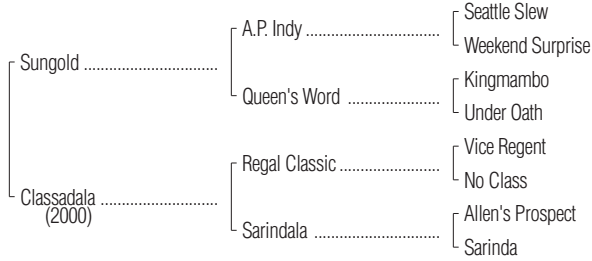 Seattle Slew
A.P. Indy ............................
Weekend Surprise
Sungold ............................
Kingmambo
Queen's Word ...................
Under Oath
Vice Regent
Regal Classic .....................
No Class
Classadala .........................
(2000)
Allen's Prospect
Sarindala ..........................
Sarinda